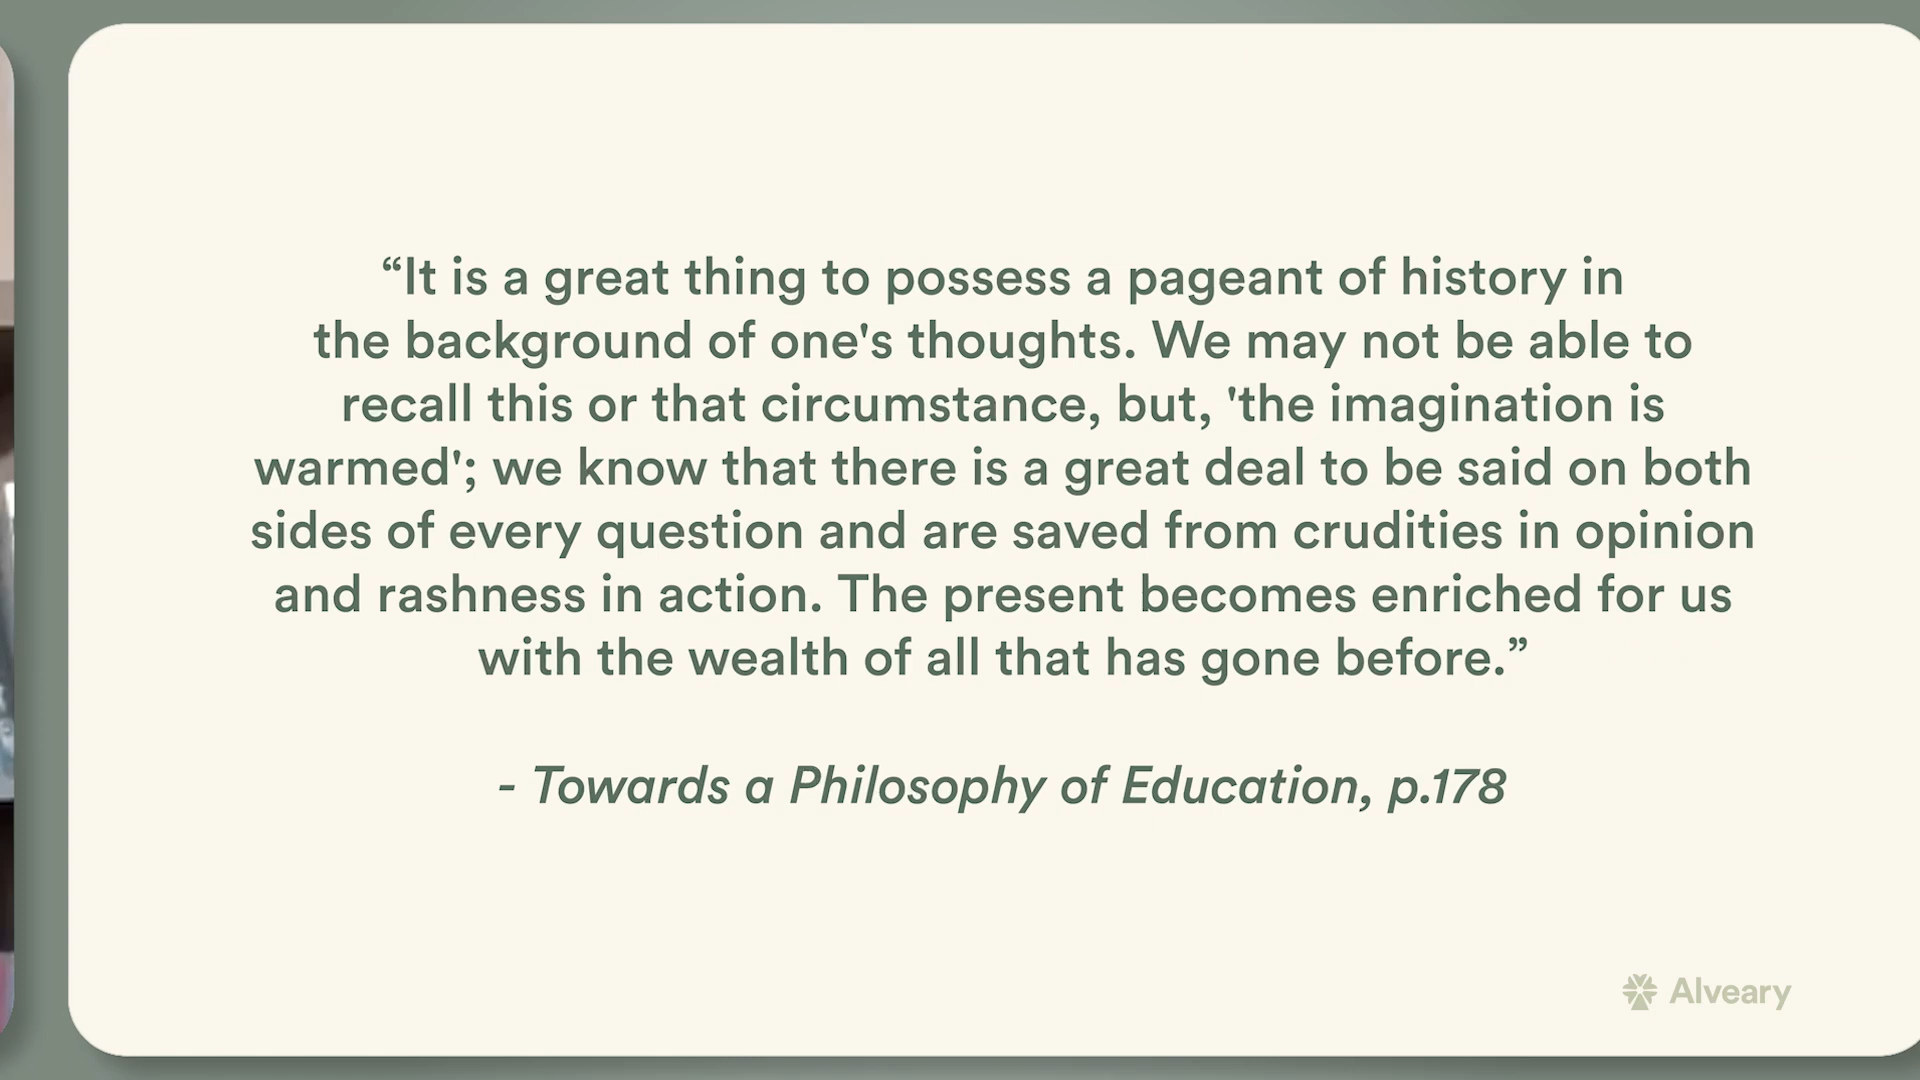 “It is a great thing to possess a pageant of history in
the background of one's thoughts. We may not be able to
recall this or that circumstance, but, 'the imagination is
warmed'; we know that there is a great deal to be said on both
sides of every question and are saved from crudities in opinion
and rashness in action. The present becomes enriched for us
with the wealth of all that has gone before.”
- Towards a Philosophy of Education, p.178
Alveary